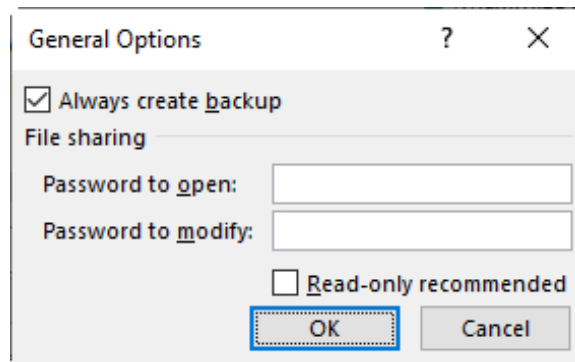 General Options ?
Always create backup
File sharing
Password to open:
Password to modify:
Read-only recommended
OK Cancel